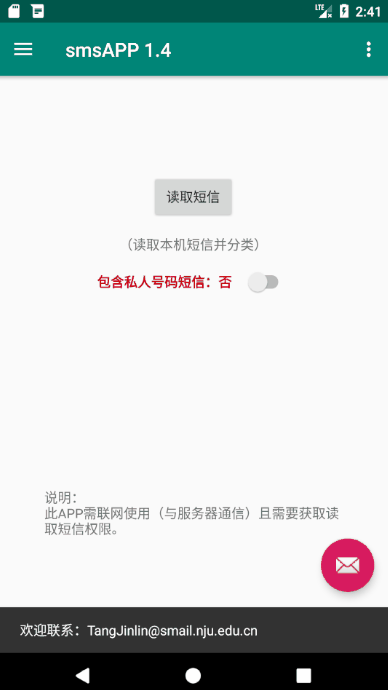 LTE 2:41
smsAPP 1.4
读取短信
（读取本机短信并分类）
包含私人号码短信：否
说明：
此APP需联网使用（与服务器通信）且需要获取读
取短信权限。
欢迎联系：TangJinlin@smail.nju.edu.cn